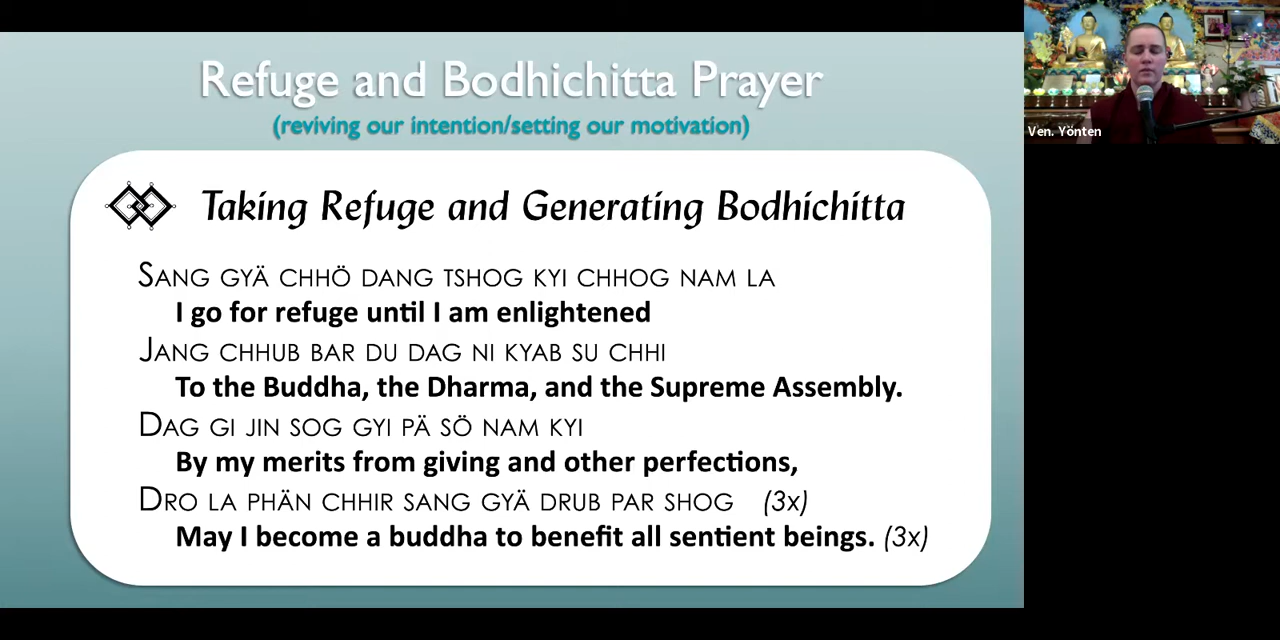 Refuge and Bodhichitta Prayer
(reviving our intention/setting our motivation)
Taking Refuge and Generating Bodhichitta
SANG GYÄ CHHÖ DANG TSHOG KYI CHHOG NAM LA
I go for refuge until I am enlightened
JANG CHHUB BAR DU DAG NI KYAB SU CHHI
To the Buddha, the Dharma, and the Supreme Assembly.
DAG GI JIN SOG GYI PÄ SÖ NAM KYI
By my merits from giving and other perfections,
DRO LA PHÄN CHHIR SANG GYÄ DRUB PAR SHOG (3x)
May I become a buddha to benefit all sentient beings. (3x)
Ven. Yönten